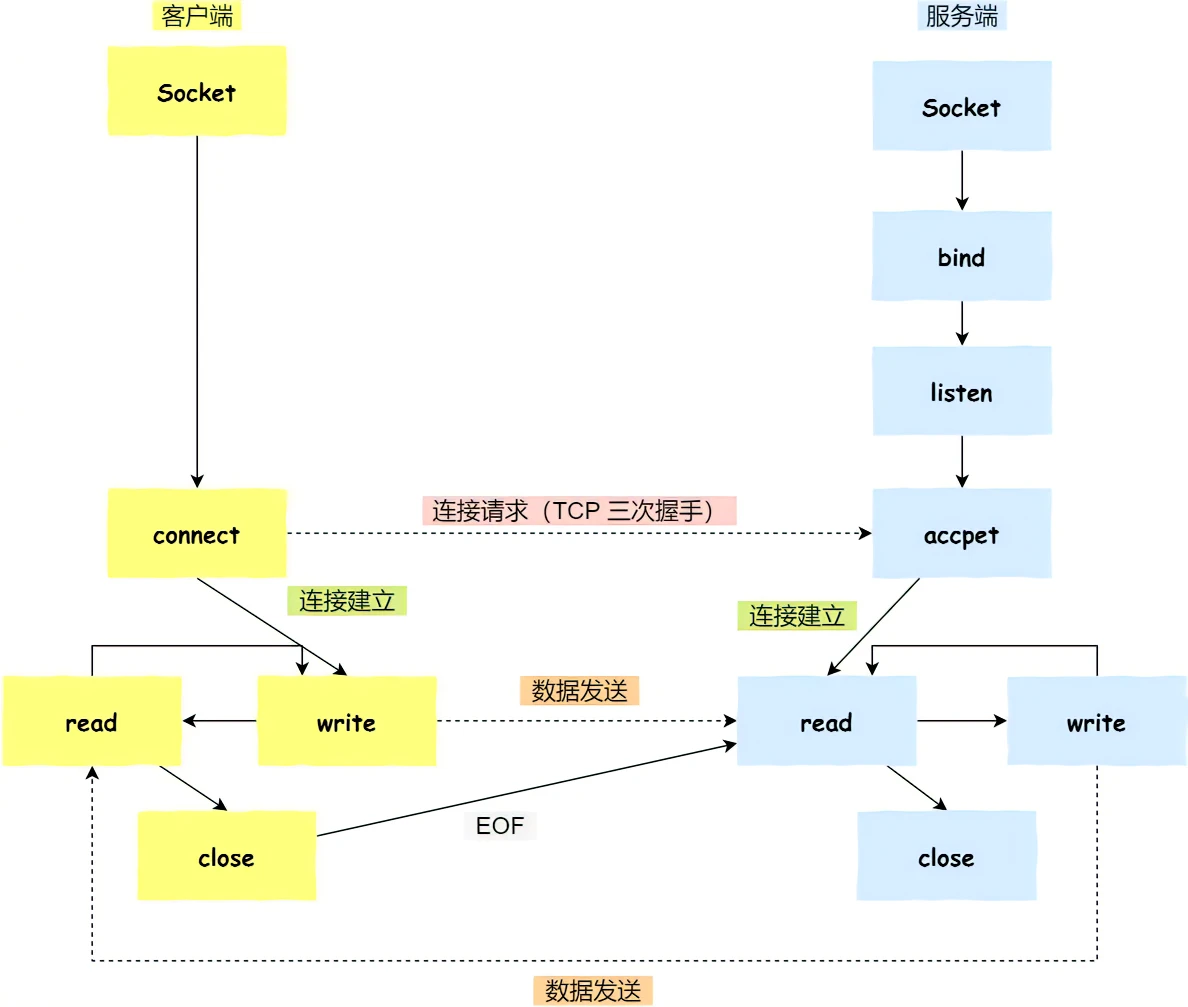 客户端
服务端
Socket
Socket
bind
listen
连接请求（TCP 三次握手）
connect
accpet
连接建立
连接建立
数据发送
read
write
read
write
EOF
close
close
数据发送